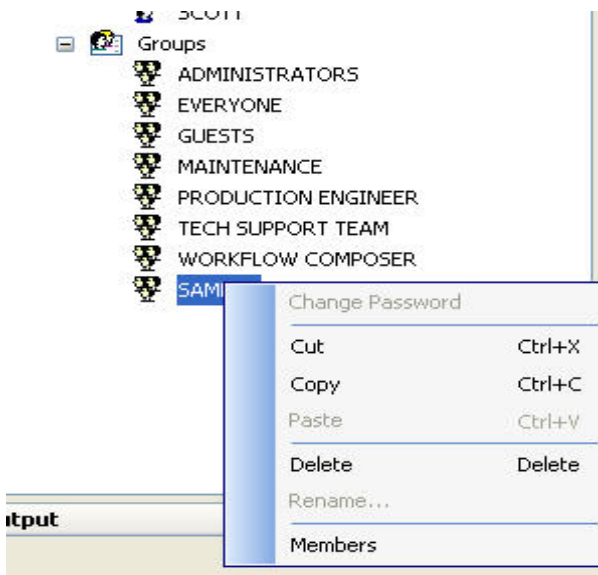 SCOTT
Groups
ADMINISTRATORS
EVERYONE
GUESTS
MAINTENANCE
PRODUCTION ENGINEER
TECH SUPPORT TEAM
WORKFLOW COMPOSER
Change Password
Cut Ctrl+X
Copy Ctrl+C
Paste Ctrl+V
Delete Delete
Rename...
Members